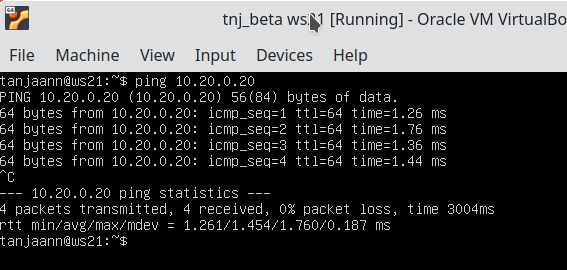 64
tnj_beta ws21 [Running] - Oracle VM VirtualBo
File Machine View Input Devices Help
tanjaann@ws21:~$ ping 10.20.0.20
PING 10.20.0.20 (10.20.0.20) 56(84) bytes of data.
64 bytes from 10.20.0.20: icmp_seq=1 ttl=64 time=1.26 ms
64 bytes from 10.20.0.20: icmp_seq=2 ttl=64 time=1.76 ms
64 bytes from 10.20.0.20: icmp_seq=3 ttl=64 time=1.36 ms
64 bytes from 10.20.0.20: icmp_seq=4 ttl=64 time=1.44 ms
^C
--- 10.20.0.20 ping statistics ---
4 packets transmitted, 4 received, 0% packet loss, time 3004ms
rtt min/avg/max/mdev = 1.261/1.454/1.760/0.187 ms
tanjaann@ws21:~$